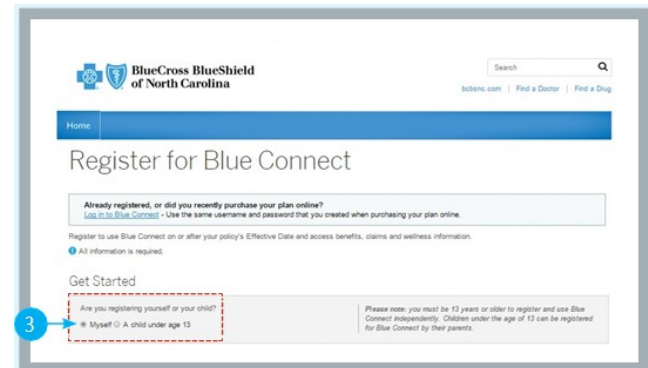 BlueCross BlueShield
of North Carolina
Search
bcbsnc.com | Find a Doctor | Find a Drug
Home
Register for Blue Connect
Already registered, or did you recently purchase your plan online?
Log in to Blue Connect - Use the same username and password that you created when purchasing your plan online.
Register to use Blue Connect on or after your policy's Effective Date and access benefits, claims and wellness information.
All information is required.
Get Started
Are you registering yourself or your child?
Myself A child under age 13
Please note: you must be 13 years or older to register and use Blue
Connect independently. Children under the age of 13 can be registered
for Blue Connect by their parents.
3